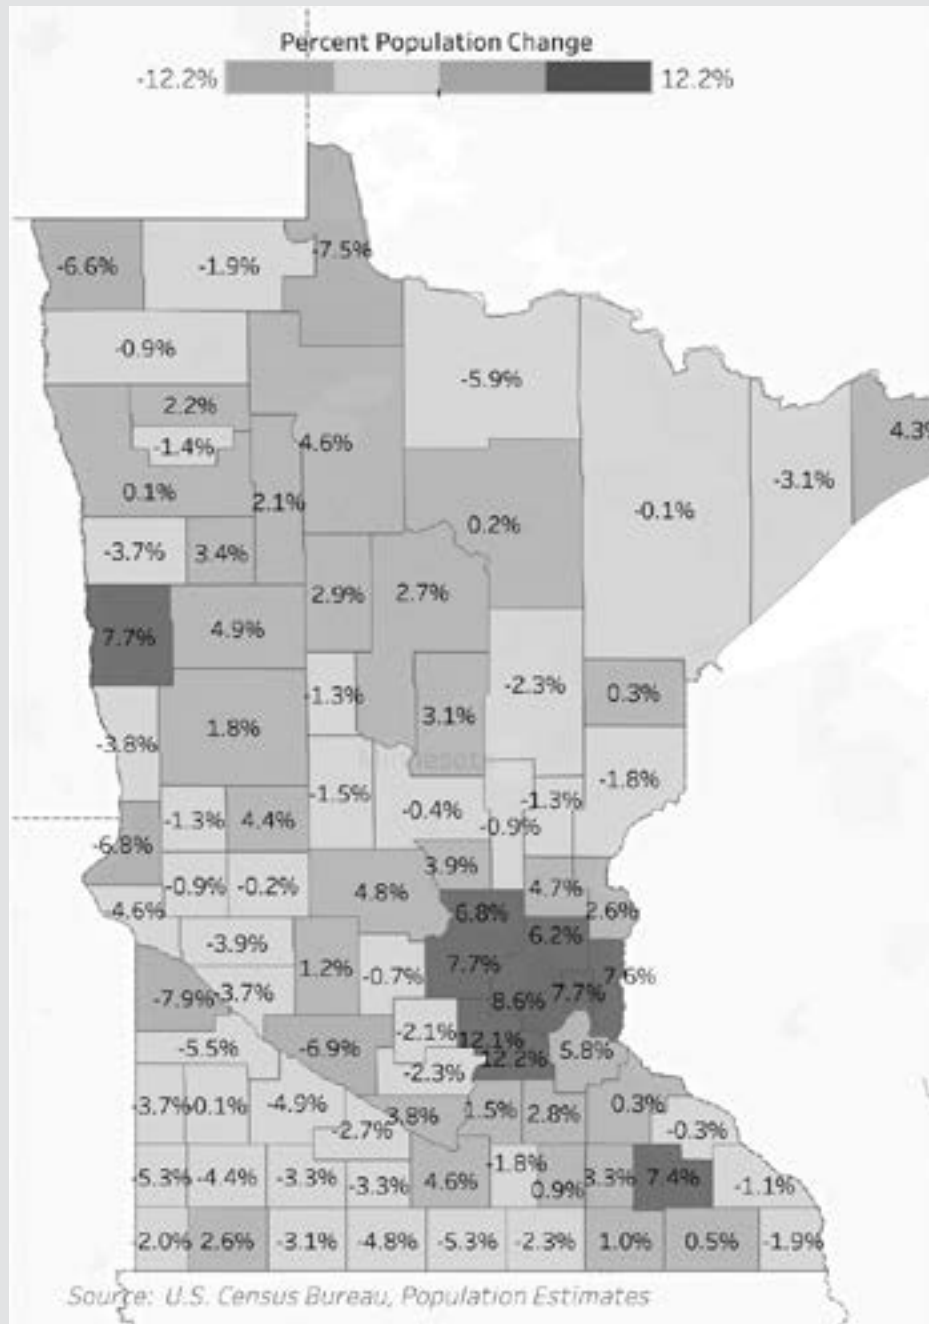 Percent Population Change
-12.2% 12.2%
-7.5%
-6.6% -1.9%
-0.9%
-5.9%
2.2%
4.3%
-1.4% 4.6%
-3.1%
0.1% 2.1%
0.2% -0.1%
-3.7% 3.4%
2.9% 2.7%
7.7% 4.9%
-2.3%
-1.3% 0.3%
3.1%
-3.8% 1.8%
Minnesota
-1.8%
-1.5% -0.4% -1.3%
-1.3% 4.4% -0.9%
-6.8%
3.9%
-0.9% -0.2% 4.8% 4.7%
-4.6% 6.8% 2.6%
-3.9% 6.2%
1.2% -0.7% 7.7% 7.6%
-7.9% -3.7% 8.6% 7.7%
-2.1% 12.1%
-5.5% -6.9% 12.2% 5.8%
-2.3%
-3.7% -0.1% -4.9% 3.8% 1.5% 2.8% 0.3%
-2.7% -0.3%
-1.8%
-5.3% -4.4% -3.3% -3.3% 4.6% 0.9% 3.3% 7.4% -1.1%
-2.0% 2.6% -3.1% -4.8% -5.3% -2.3% 1.0% 0.5% -1.9%
Source: U.S. Census Bureau, Population Estimates